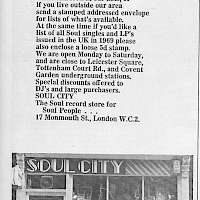 If you live outside our area
send a stamped addressed envelope
for lists of what's available.
At the same time if you'd like a
list of all Soul singles and LP's
issued in the UK in 1969 please
also enclose a loose 5d stamp.
We are open Monday to Saturday,
and are close to Leicester Square,
Tottenham Court Rd., and Covent
Garden underground stations.
Special discounts offered to
DJ's and large purchasers.
SOUL CITY
The Soul record store for
Soul People . . .
17 Monmouth St., London W.C.2.
SOUL CITY